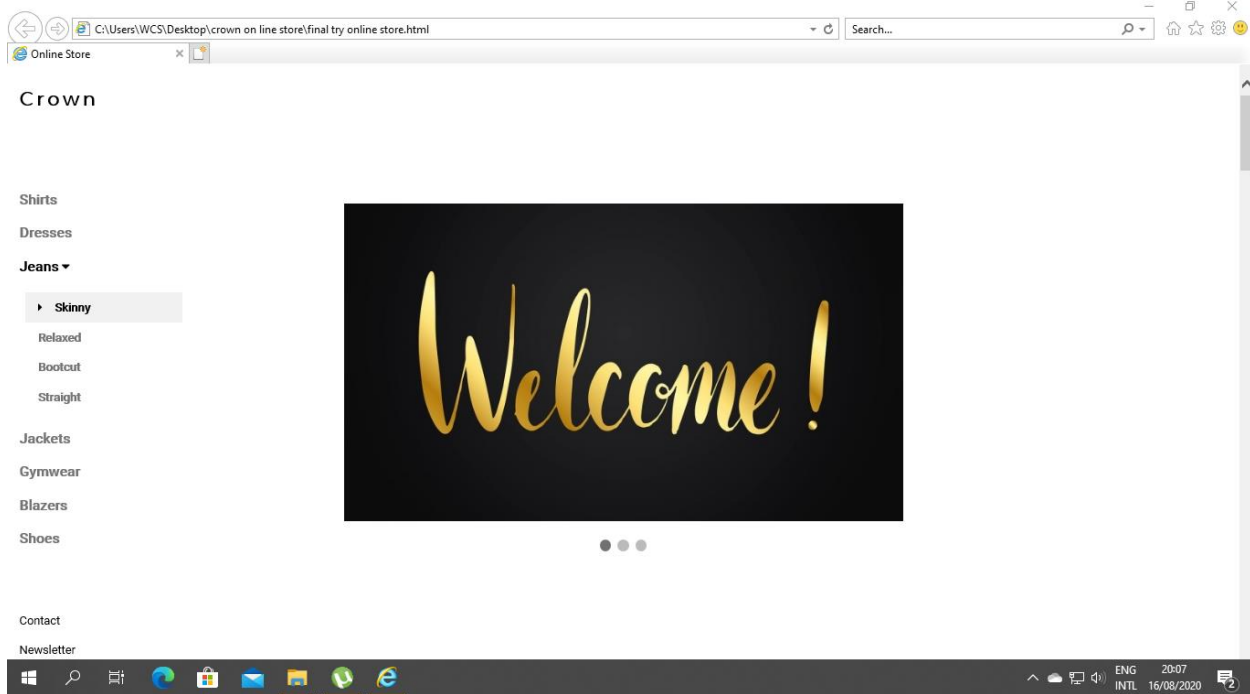 C:\Users\WCS\Desktop\crown on line store\final try online store.html
Search...
Online Store
Crown
Shirts
Dresses
Jeans
Skinny
Relaxed
Bootcut
Straight
Jackets
Gymwear
Blazers
Shoes
Welcome!
Contact
Newsletter
ENG
INTL
20:07
16/08/2020
2